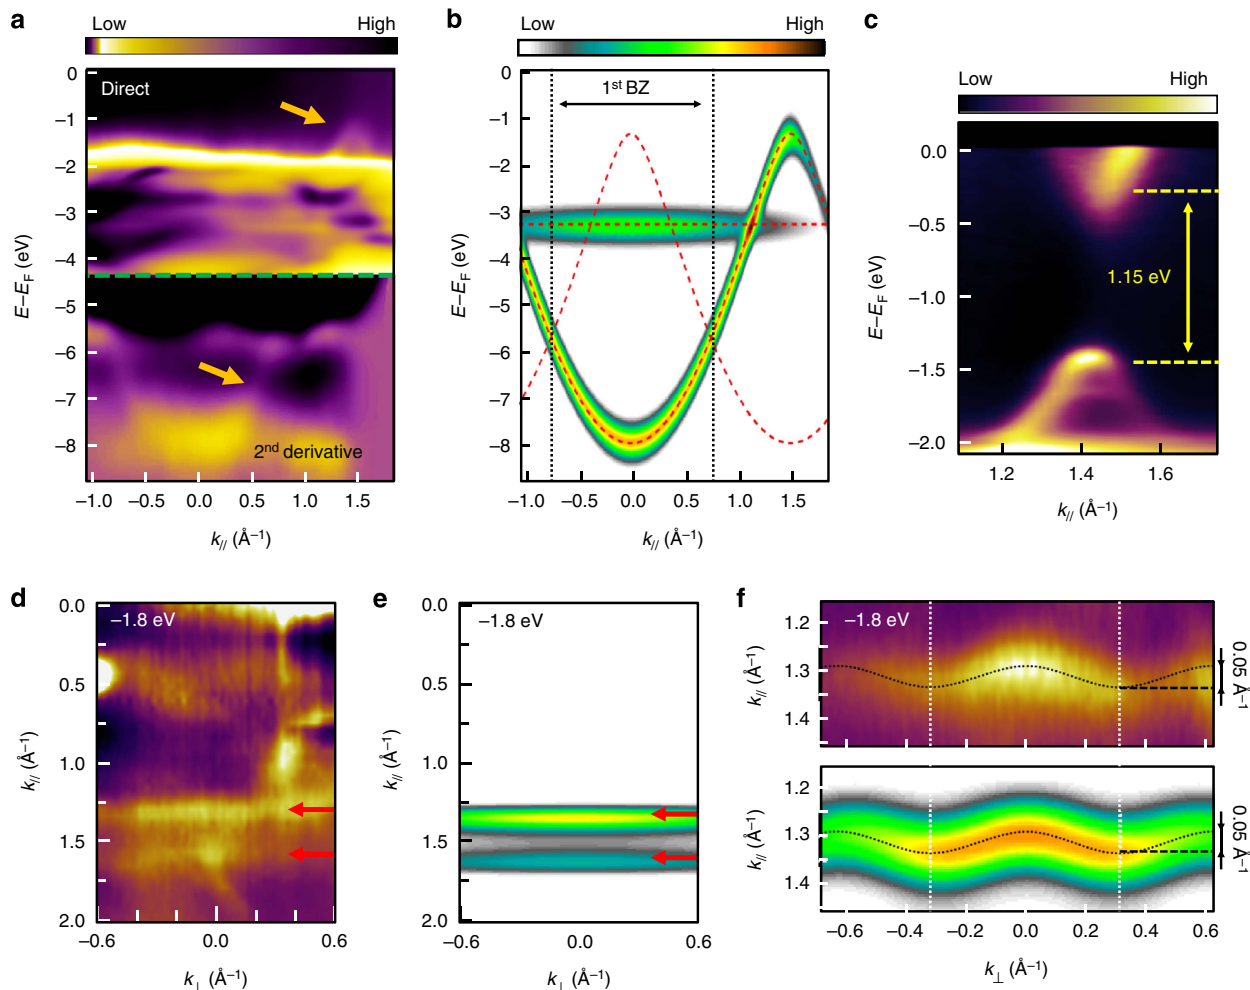 a
Low High
Direct
0
−1
−2
−3
−4
−5
−6
−7
−8
E−E_F (eV)
2nd derivative
−1.0 −0.5 0.0 0.5 1.0 1.5
k// (Å−1)
b
Low High
1st BZ
0
−1
−2
−3
−4
−5
−6
−7
−8
E−E_F (eV)
−1.0 −0.5 0.0 0.5 1.0 1.5
k// (Å−1)
c
Low High
0.0
−0.5
−1.0
−1.5
−2.0
E−E_F (eV)
1.15 eV
1.2 1.4 1.6
k// (Å−1)
d
−1.8 eV
0.0
0.5
1.0
1.5
2.0
k// (Å−1)
−0.6 0.0 0.6
k⊥ (Å−1)
e
−1.8 eV
0.0
0.5
1.0
1.5
2.0
k// (Å−1)
−0.6 0.0 0.6
k⊥ (Å−1)
f
−1.8 eV
1.2
1.3
1.4
k// (Å−1)
0.05 Å−1
1.2
1.3
1.4
k// (Å−1)
0.05 Å−1
−0.6 −0.4 −0.2 0.0 0.2 0.4 0.6
k⊥ (Å−1)